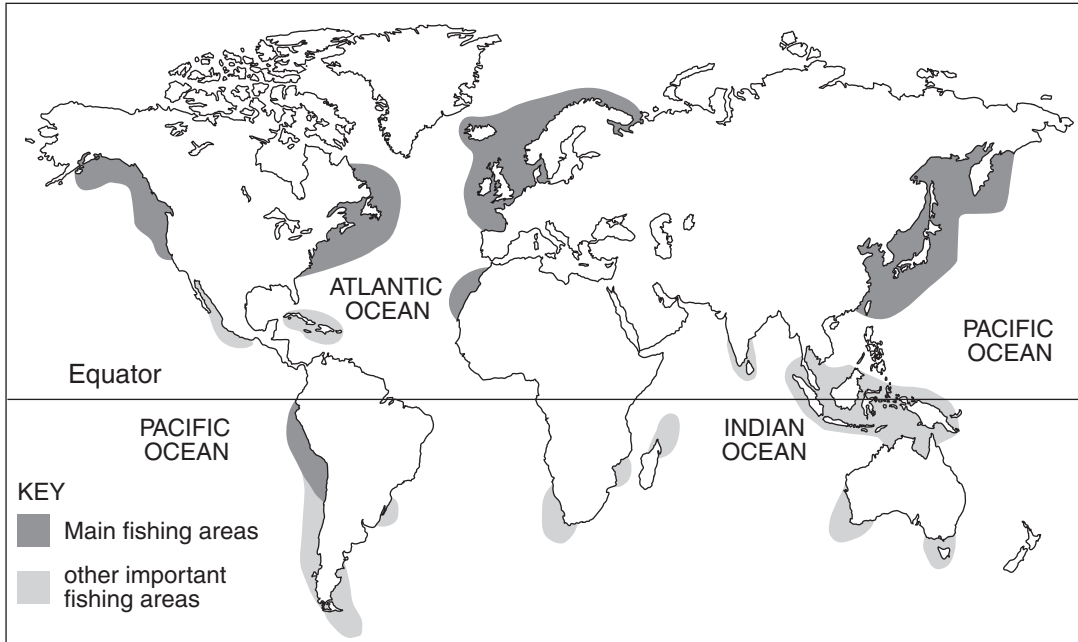 ATLANTIC
OCEAN
PACIFIC
OCEAN
Equator
PACIFIC
OCEAN
INDIAN
OCEAN
KEY
Main fishing areas
other important
fishing areas